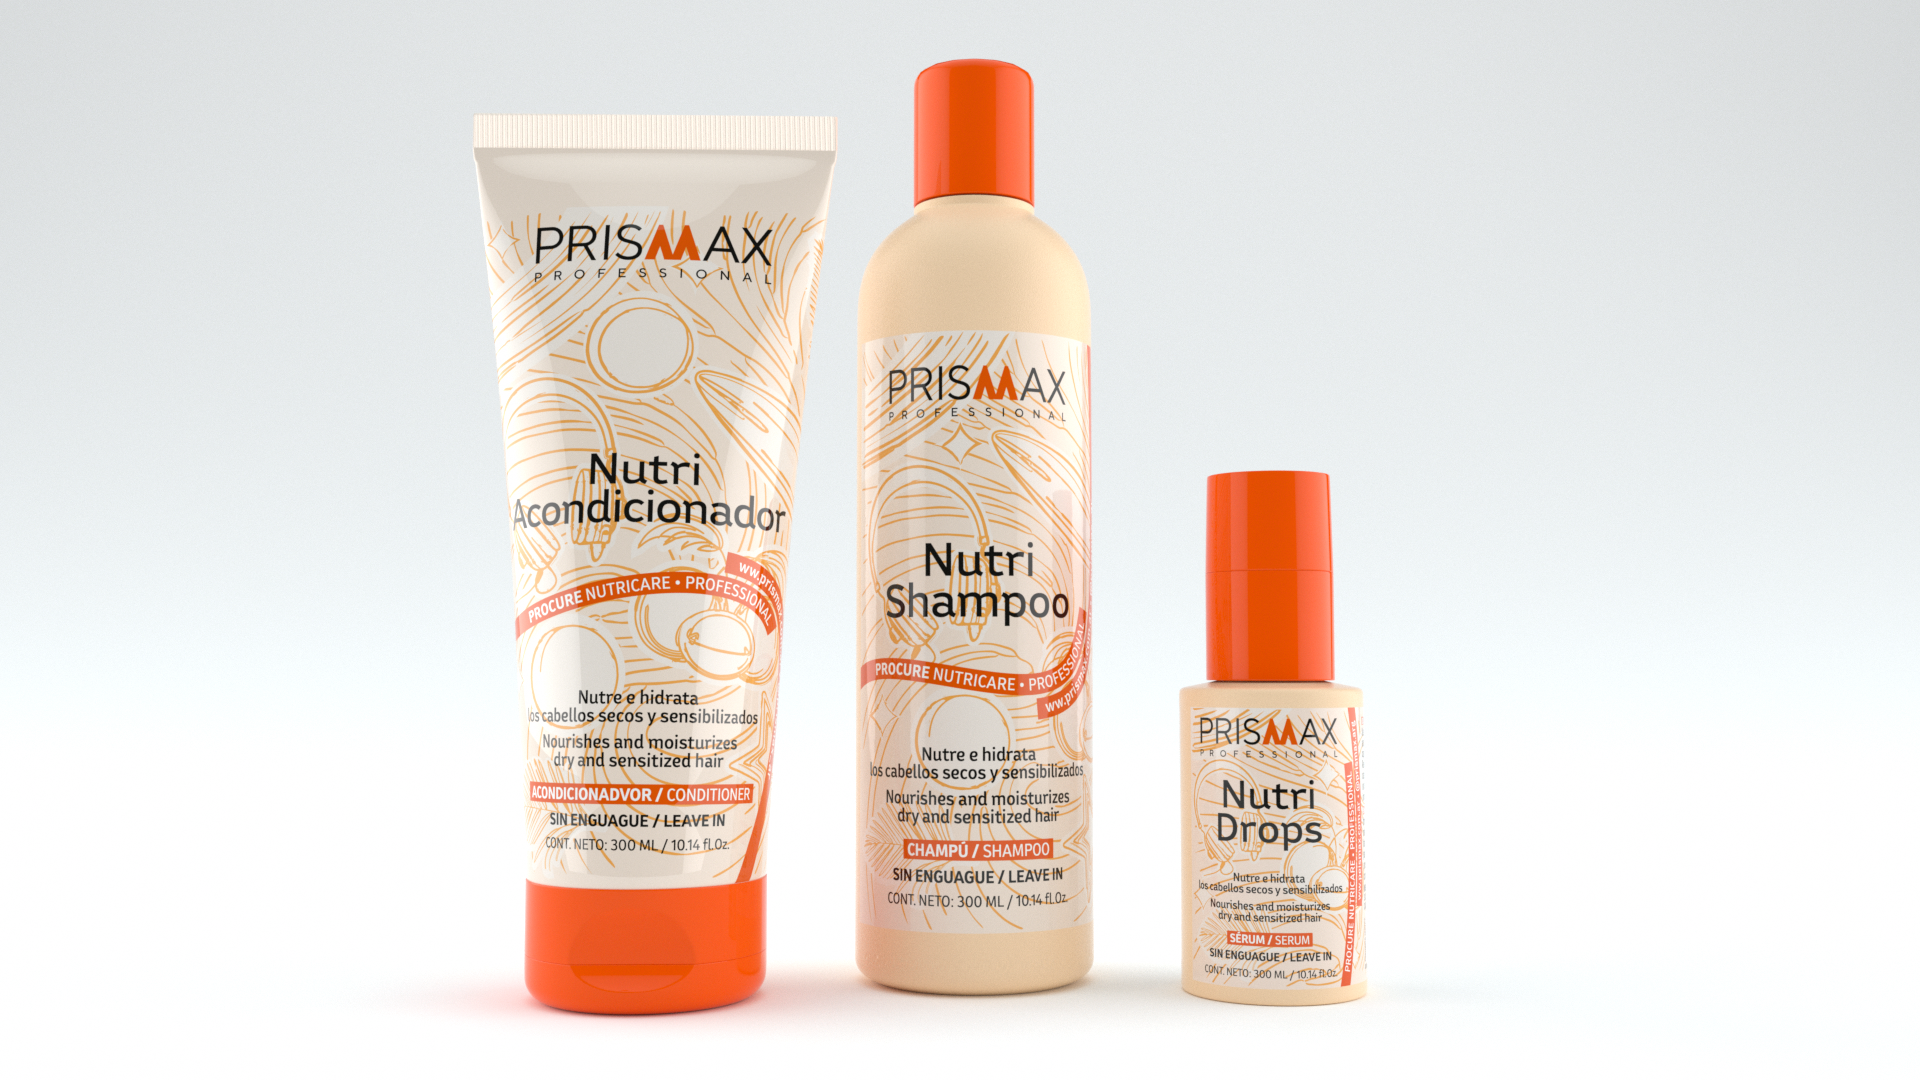 PRISMAX
PROFESSIONAL
Nutri
Acondicionador
www.prismax
PROCURE NUTRICARE • PROFESSIONAL
Nutre e hidrata
los cabellos secos y sensibilizados
Nourishes and moisturizes
dry and sensitized hair
ACONDICIONADVOR / CONDITIONER
SIN ENGUAGUE / LEAVE IN
CONT. NETO: 300 ML / 10.14 fl.Oz.
PRISMAX
PROFESSIONAL
Nutri
Shampoo
PROCURE NUTRICARE • PROFESSIONAL
www.prismax.com
Nutre e hidrata
los cabellos secos y sensibilizados
Nourishes and moisturizes
dry and sensitized hair
CHAMPÚ / SHAMPOO
SIN ENGUAGUE / LEAVE IN
CONT. NETO: 300 ML / 10.14 fl.Oz.
PRISMAX
PROFESSIONAL
Nutri
Drops
Nutre e hidrata
los cabellos secos y sensibilizados
Nourishes and moisturizes
dry and sensitized hair
SÉRUM / SERUM
SIN ENGUAGUE / LEAVE IN
CONT. NETO: 300 ML / 10.14 fl.Oz.
PROCURE NUTRICARE • PROFESSIONAL